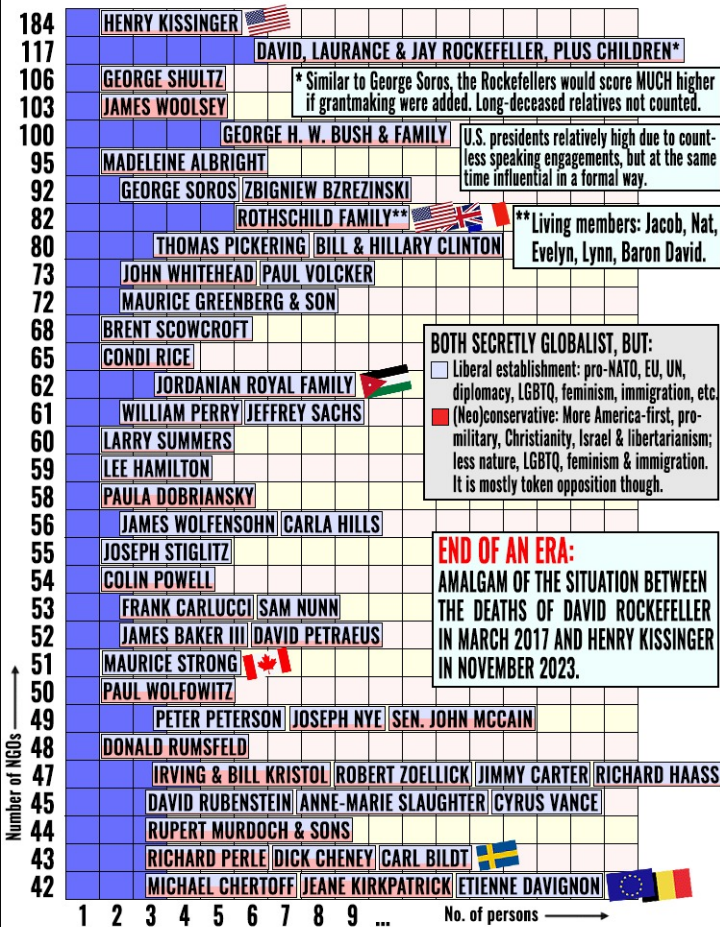 184 HENRY KISSINGER
117 DAVID, LAURANCE & JAY ROCKEFELLER, PLUS CHILDREN*
106 GEORGE SHULTZ
* Similar to George Soros, the Rockefellers would score MUCH higher
if grantmaking were added. Long-deceased relatives not counted.
103 JAMES WOOLSEY
100 GEORGE H. W. BUSH & FAMILY
U.S. presidents relatively high due to count-
less speaking engagements, but at the same
time influential in a formal way.
95 MADELEINE ALBRIGHT
92 GEORGE SOROS ZBIGNIEW BZREZINSKI
82 ROTHSCHILD FAMILY**
**Living members: Jacob, Nat,
Evelyn, Lynn, Baron David.
80 THOMAS PICKERING BILL & HILLARY CLINTON
73 JOHN WHITEHEAD PAUL VOLCKER
72 MAURICE GREENBERG & SON
68 BRENT SCOWCROFT
65 CONDI RICE
62 JORDANIAN ROYAL FAMILY
61 WILLIAM PERRY JEFFREY SACHS
60 LARRY SUMMERS
59 LEE HAMILTON
58 PAULA DOBRIANSKY
BOTH SECRETLY GLOBALIST, BUT:
Liberal establishment: pro-NATO, EU, UN,
diplomacy, LGBTQ, feminism, immigration, etc.
(Neo)conservative: More America-first, pro-
military, Christianity, Israel & libertarianism;
less nature, LGBTQ, feminism & immigration.
It is mostly token opposition though.
56 JAMES WOLFENSOHN CARLA HILLS
55 JOSEPH STIGLITZ
54 COLIN POWELL
53 FRANK CARLUCCI SAM NUNN
52 JAMES BAKER III DAVID PETRAEUS
51 MAURICE STRONG
50 PAUL WOLFOWITZ
END OF AN ERA:
AMALGAM OF THE SITUATION BETWEEN
THE DEATHS OF DAVID ROCKEFELLER
IN MARCH 2017 AND HENRY KISSINGER
IN NOVEMBER 2023.
49 PETER PETERSON JOSEPH NYE SEN. JOHN MCCAIN
48 DONALD RUMSFELD
47 IRVING & BILL KRISTOL ROBERT ZOELLICK JIMMY CARTER RICHARD HAASS
45 DAVID RUBENSTEIN ANNE-MARIE SLAUGHTER CYRUS VANCE
44 RUPERT MURDOCH & SONS
43 RICHARD PERLE DICK CHENEY CARL BILDT
42 MICHAEL CHERTOFF JEANE KIRKPATRICK ETIENNE DAVIGNON
Number of NGOs
1 2 3 4 5 6 7 8 9 ... No. of persons